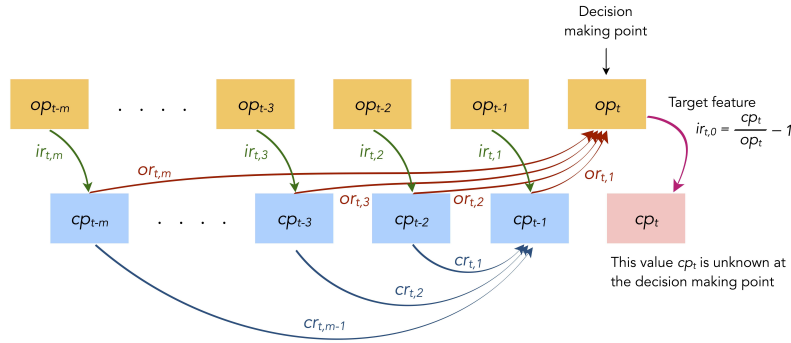 Decision
making point
op_{t-m} . . . . op_{t-3} op_{t-2} op_{t-1} op_t
Target feature
ir_{t,0} = \frac{cp_t}{op_t} - 1
ir_{t,m} ir_{t,3} ir_{t,2} ir_{t,1}
or_{t,m} or_{t,3} or_{t,2} or_{t,1}
cp_{t-m} . . . . cp_{t-3} cp_{t-2} cp_{t-1} cp_t
This value cp_t is unknown at
the decision making point
cr_{t,1}
cr_{t,2}
cr_{t,m-1}